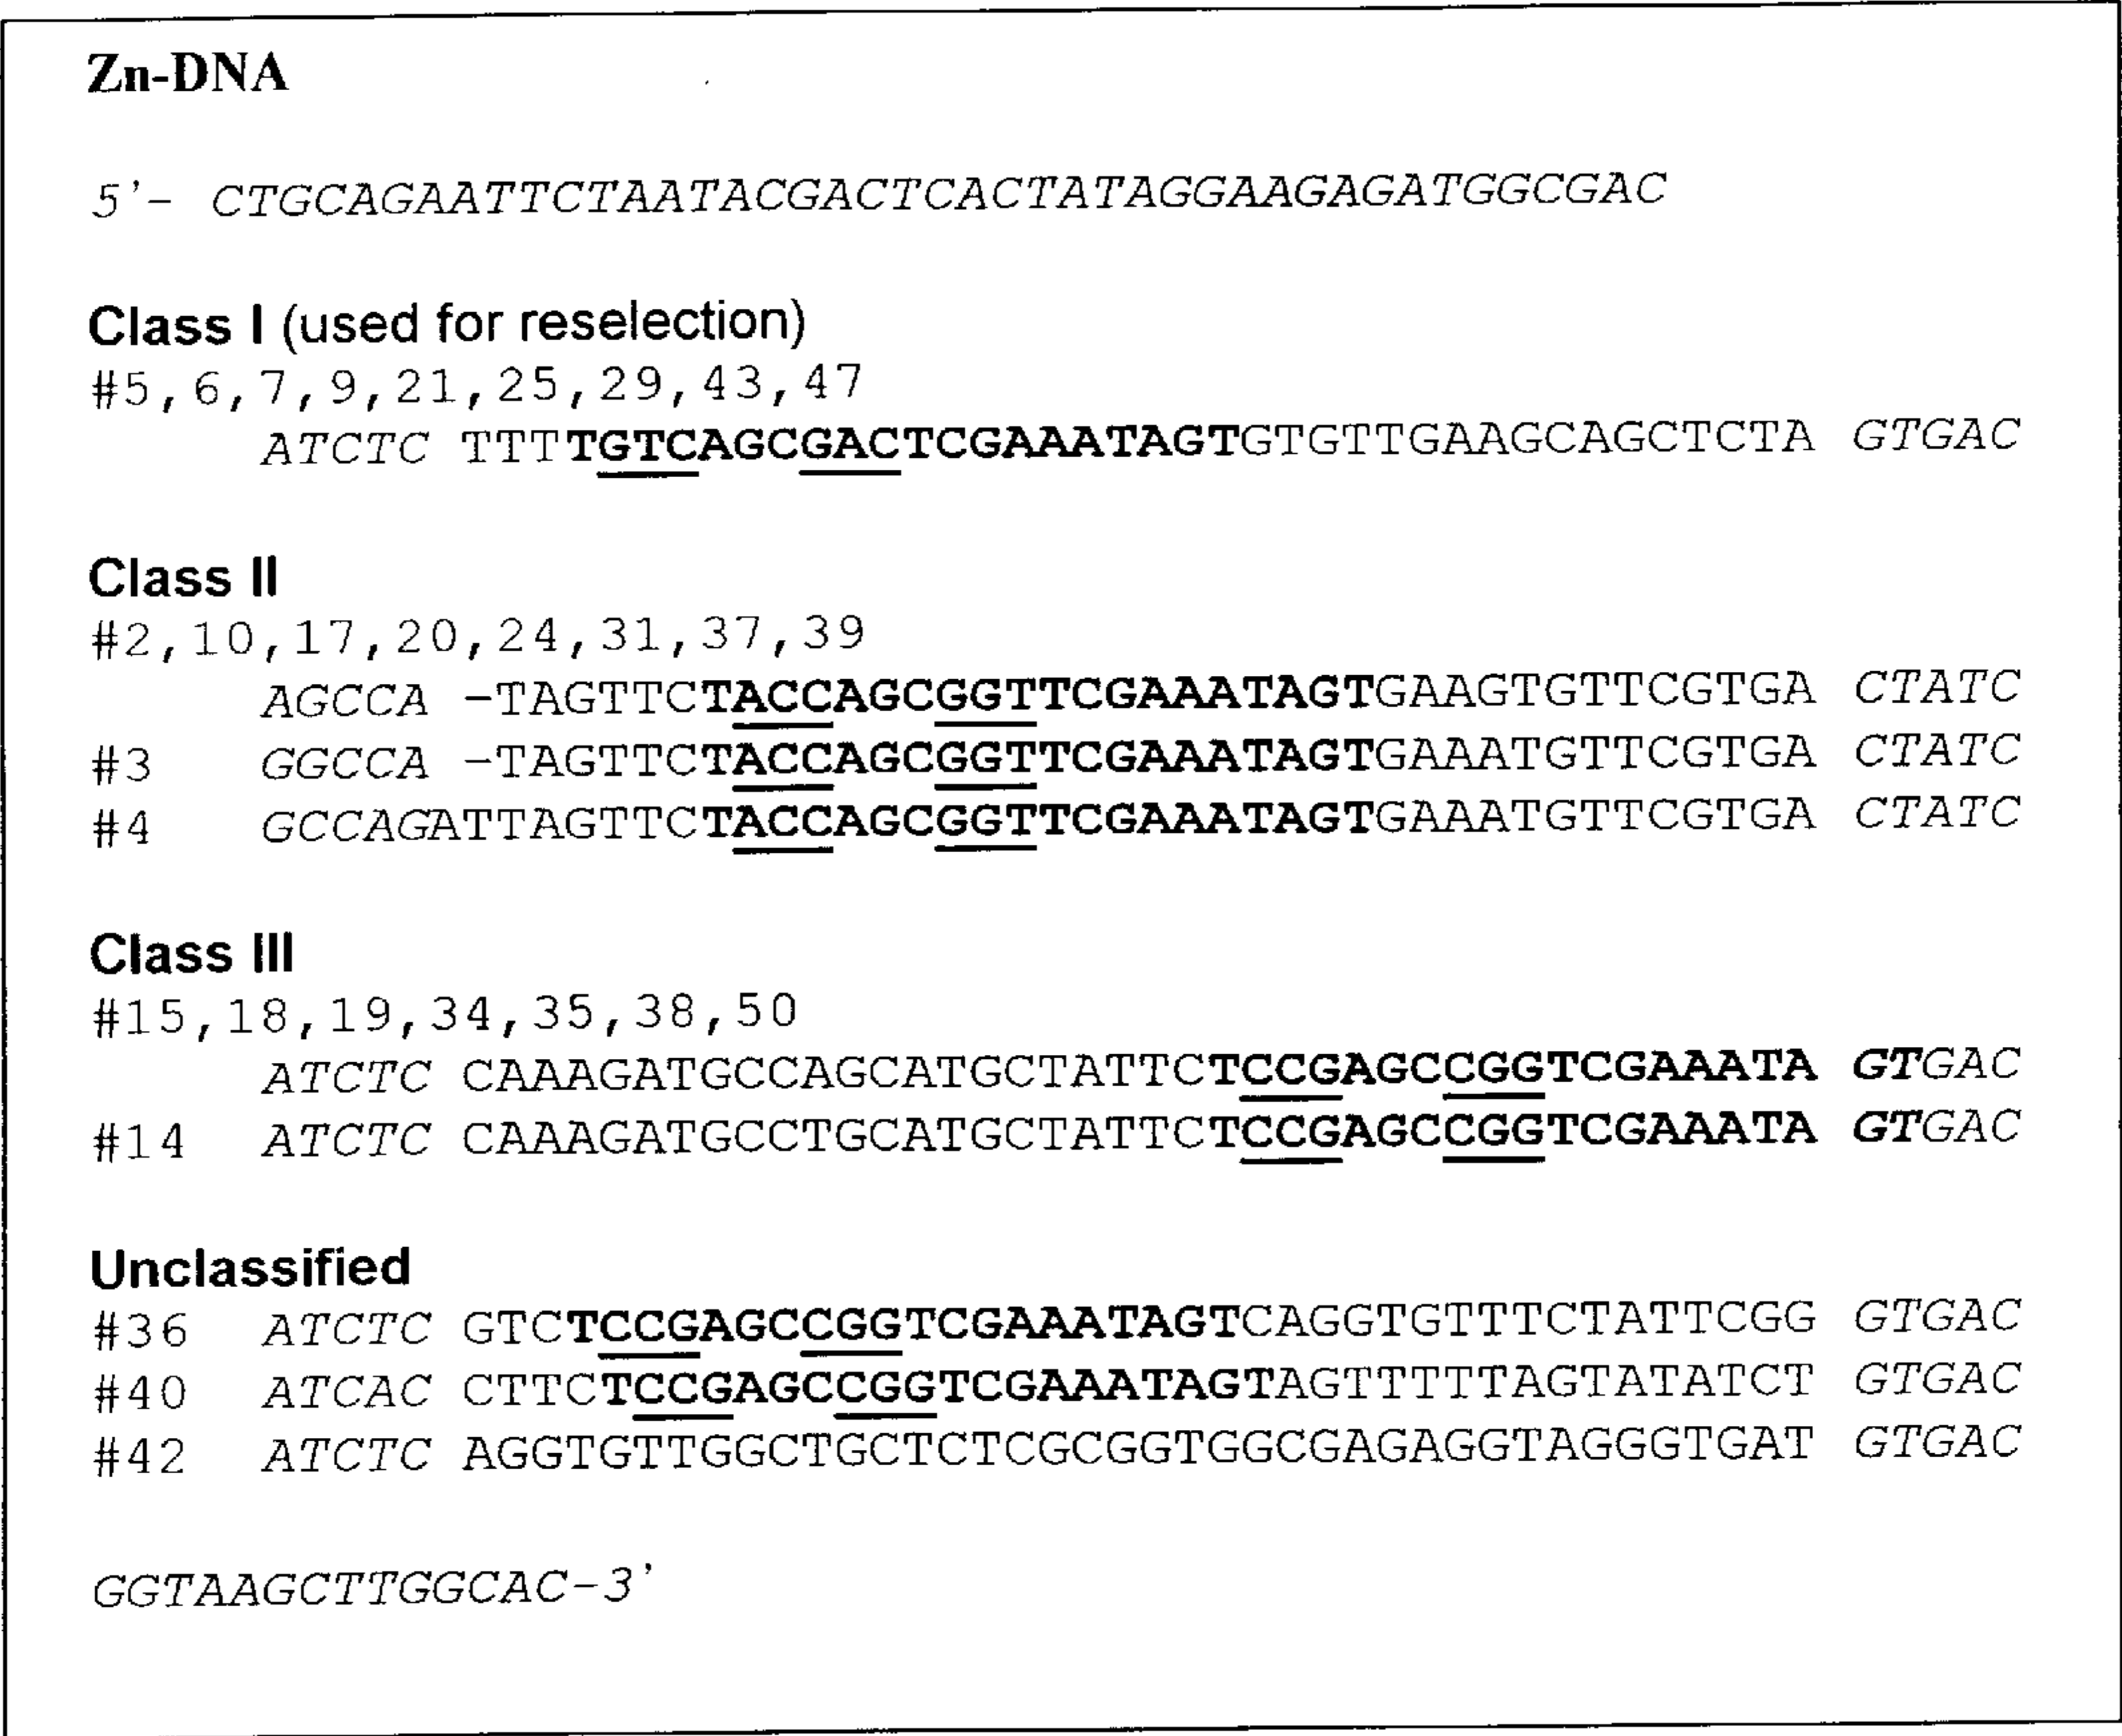 Zn-DNA
5'- CTGCAGAATTCTAATACGACTCACTATAGGAAGAGATGGCGAC
Class I (used for reselection)
#5,6,7,9,21,25,29,43,47
ATCTC TTTTGTCAGCGACTCGAAATAGTGTGTTGAAGCAGCTCTA GTGAC
Class II
#2,10,17,20,24,31,37,39
AGCCA -TAGTTCTACCAGCGGTTCGAAATAGTGAAGTGTTCGTGA CTATC
#3 GGCCA -TAGTTCTACCAGCGGTTCGAAATAGTGAAATGTTCGTGA CTATC
#4 GCCAGATTAGTTCTACCAGCGGTTCGAAATAGTGAAATGTTCGTGA CTATC
Class III
#15,18,19,34,35,38,50
ATCTC CAAAGATGCCAGCATGCTATTCTCCGAGCCGGTCGAAATA GTGAC
#14 ATCTC CAAAGATGCCTGCATGCTATTCTCCGAGCCGGTCGAAATA GTGAC
Unclassified
#36 ATCTC GTCTCCGAGCCGGTCGAAATAGTCAGGTGTTTCTATTCGG GTGAC
#40 ATCAC CTTCTCCGAGCCGGTCGAAATAGTAGTTTTTAGTATATCT GTGAC
#42 ATCTC AGGTGTTGGCTGCTCTCGCGGTGGCGAGAGGTAGGGTGAT GTGAC
GGTAAGCTTGGCAC-3'